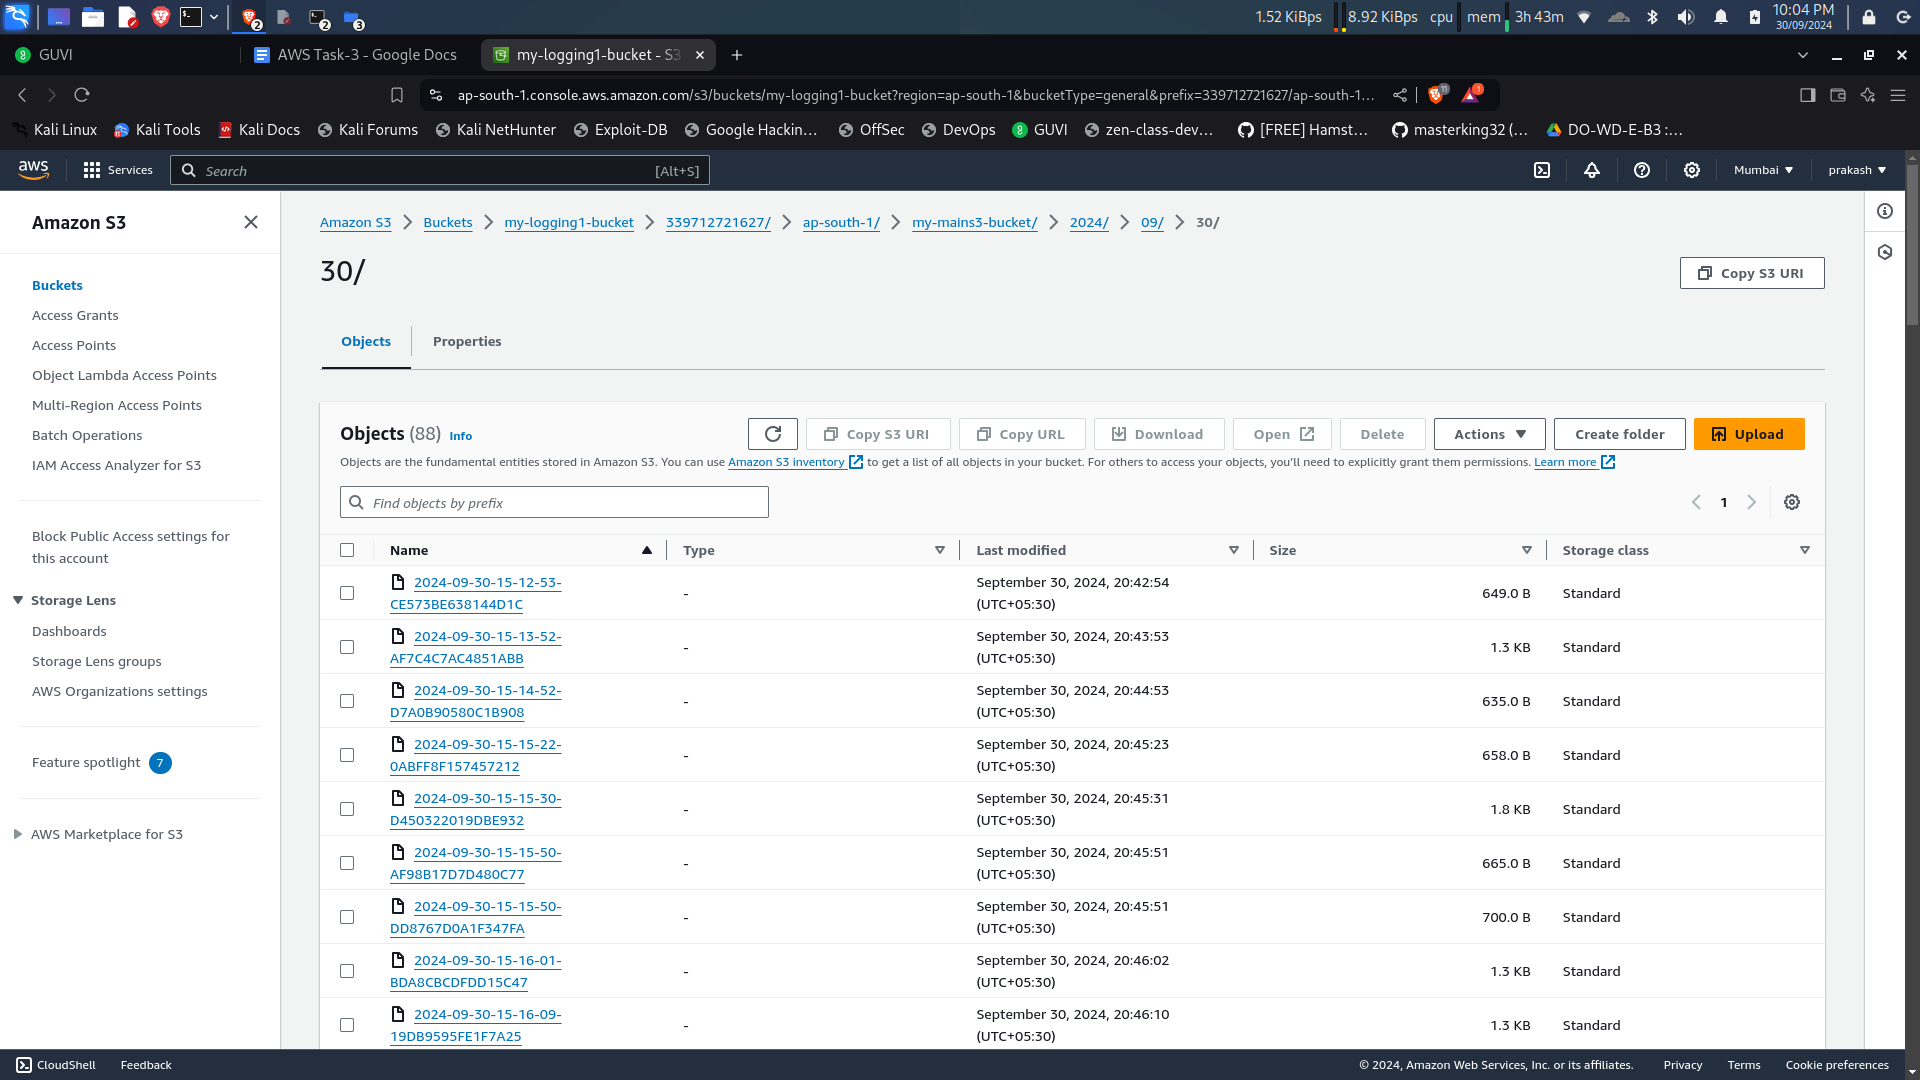 1.52 KiBps 8.92 KiBps cpu mem 3h 43m 10:04 PM
30/09/2024
2 2 3
GUVI AWS Task-3 - Google Docs my-logging1-bucket - S3
ap-south-1.console.aws.amazon.com/s3/buckets/my-logging1-bucket?region=ap-south-1&bucketType=general&prefix=339712721627/ap-south-1... 11 1
Kali Linux Kali Tools Kali Docs Kali Forums Kali NetHunter Exploit-DB Google Hackin... OffSec DevOps GUVI zen-class-dev... [FREE] Hamst... masterking32 (... DO-WD-E-B3 :...
aws Services Search [Alt+S] Mumbai prakash
Amazon S3
Buckets
Access Grants
Access Points
Object Lambda Access Points
Multi-Region Access Points
Batch Operations
IAM Access Analyzer for S3
Block Public Access settings for
this account
Storage Lens
Dashboards
Storage Lens groups
AWS Organizations settings
Feature spotlight 7
AWS Marketplace for S3
Amazon S3 Buckets my-logging1-bucket 339712721627/ ap-south-1/ my-mains3-bucket/ 2024/ 09/ 30/
30/
Copy S3 URI
Objects Properties
Objects (88) Info Copy S3 URI Copy URL Download Open Delete Actions Create folder Upload
Objects are the fundamental entities stored in Amazon S3. You can use Amazon S3 inventory to get a list of all objects in your bucket. For others to access your objects, you'll need to explicitly grant them permissions. Learn more
Find objects by prefix 1
Name Type Last modified Size Storage class
2024-09-30-15-12-53- September 30, 2024, 20:42:54
CE573BE638144D1C - (UTC+05:30) 649.0 B Standard
2024-09-30-15-13-52- September 30, 2024, 20:43:53
AF7C4C7AC4851ABB - (UTC+05:30) 1.3 KB Standard
2024-09-30-15-14-52- September 30, 2024, 20:44:53
D7A0B90580C1B908 - (UTC+05:30) 635.0 B Standard
2024-09-30-15-15-22- September 30, 2024, 20:45:23
0ABFF8F157457212 - (UTC+05:30) 658.0 B Standard
2024-09-30-15-15-30- September 30, 2024, 20:45:31
D450322019DBE932 - (UTC+05:30) 1.8 KB Standard
2024-09-30-15-15-50- September 30, 2024, 20:45:51
AF98B17D7D480C77 - (UTC+05:30) 665.0 B Standard
2024-09-30-15-15-50- September 30, 2024, 20:45:51
DD8767D0A1F347FA - (UTC+05:30) 700.0 B Standard
2024-09-30-15-16-01- September 30, 2024, 20:46:02
BDA8CBCDFDD15C47 - (UTC+05:30) 1.3 KB Standard
2024-09-30-15-16-09- September 30, 2024, 20:46:10
19DB9595FE1F7A25 - (UTC+05:30) 1.3 KB Standard
CloudShell Feedback © 2024, Amazon Web Services, Inc. or its affiliates. Privacy Terms Cookie preferences